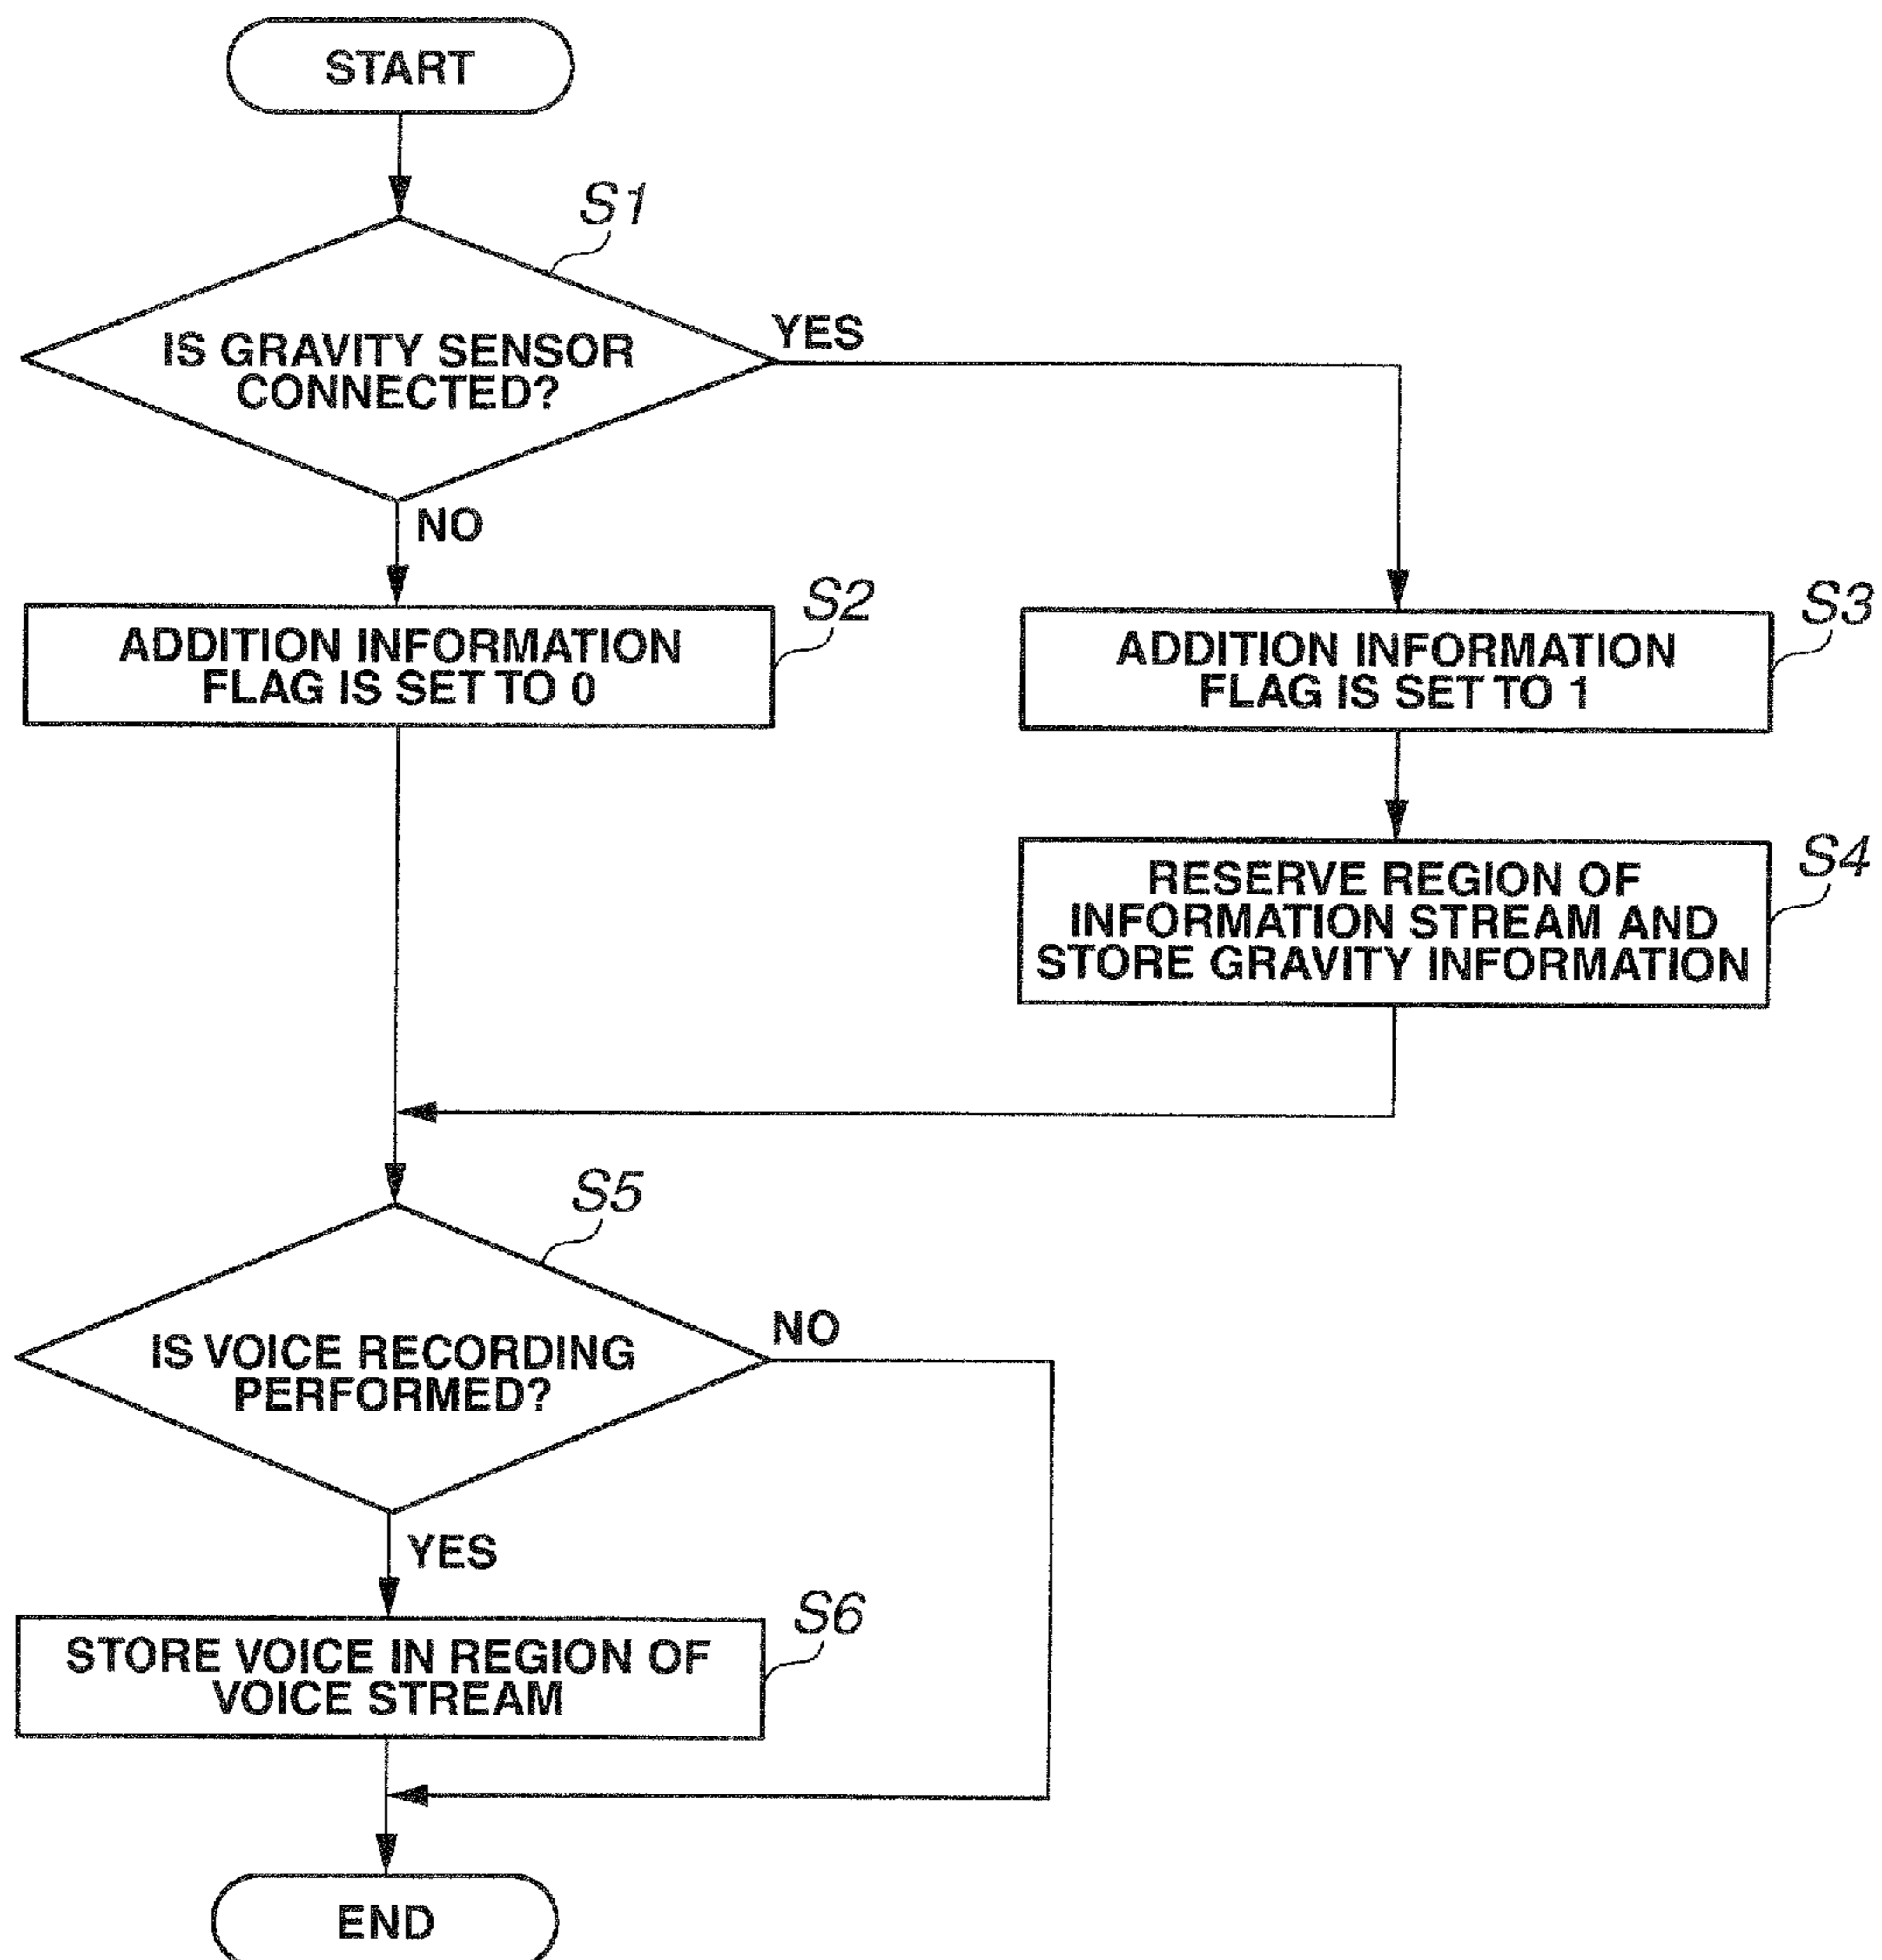 START
S1
IS GRAVITY SENSOR
CONNECTED?
YES
NO
S2
ADDITION INFORMATION
FLAG IS SET TO 0
S3
ADDITION INFORMATION
FLAG IS SET TO 1
S4
RESERVE REGION OF
INFORMATION STREAM AND
STORE GRAVITY INFORMATION
S5
IS VOICE RECORDING
PERFORMED?
NO
YES
S6
STORE VOICE IN REGION OF
VOICE STREAM
END